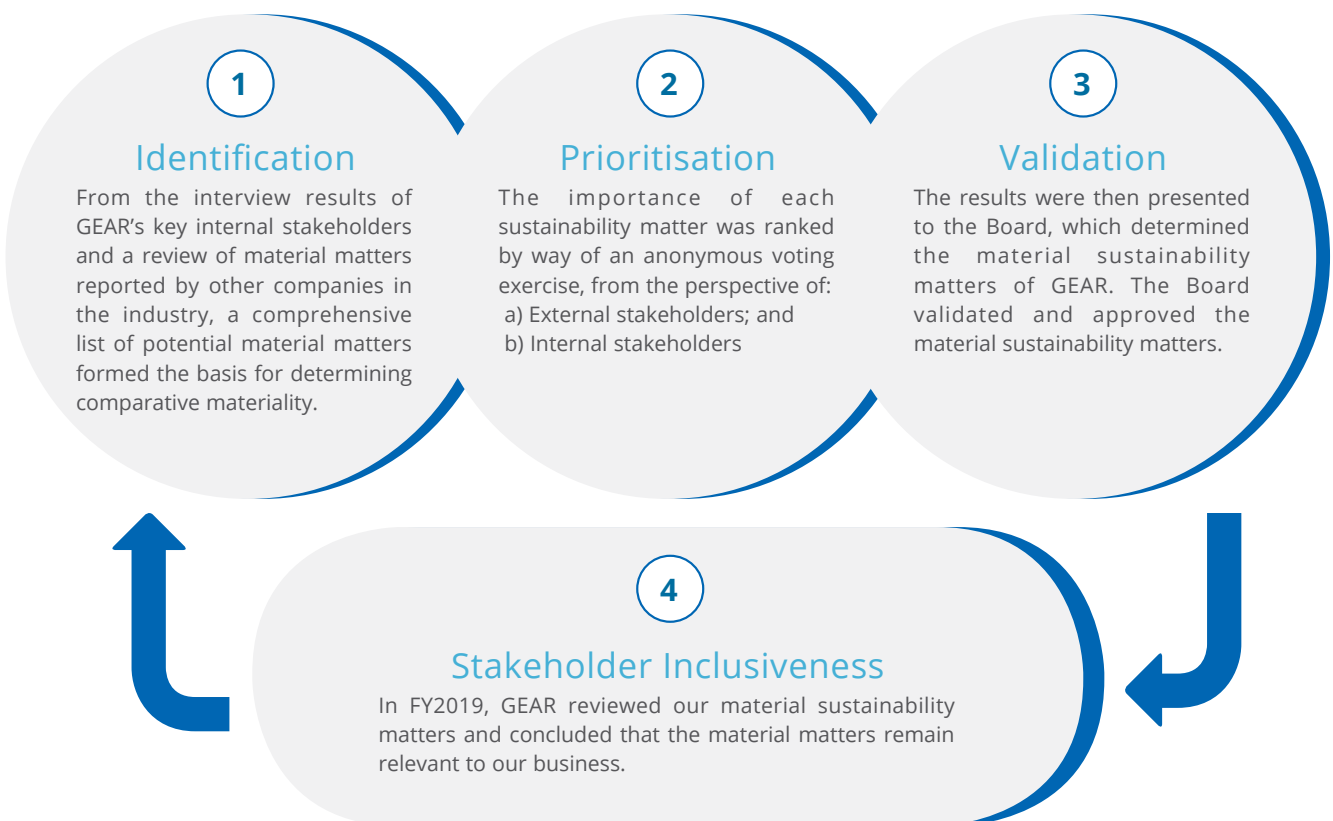 1
Identification
From the interview results of
GEAR’s key internal stakeholders
and a review of material matters
reported by other companies in
the industry, a comprehensive
list of potential material matters
formed the basis for determining
comparative materiality.
2
Prioritisation
The importance of each
sustainability matter was ranked
by way of an anonymous voting
exercise, from the perspective of:
a) External stakeholders; and
b) Internal stakeholders
3
Validation
The results were then presented
to the Board, which determined
the material sustainability
matters of GEAR. The Board
validated and approved the
material sustainability matters.
4
Stakeholder Inclusiveness
In FY2019, GEAR reviewed our material sustainability
matters and concluded that the material matters remain
relevant to our business.